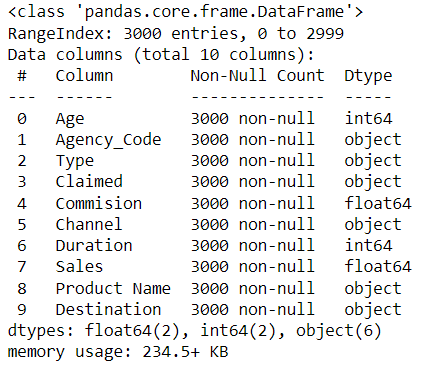 <class 'pandas.core.frame.DataFrame'>
RangeIndex: 3000 entries, 0 to 2999
Data columns (total 10 columns):
 #   Column        Non-Null Count  Dtype
---  ------        --------------  -----
 0   Age           3000 non-null   int64
 1   Agency_Code   3000 non-null   object
 2   Type          3000 non-null   object
 3   Claimed       3000 non-null   object
 4   Commision     3000 non-null   float64
 5   Channel       3000 non-null   object
 6   Duration      3000 non-null   int64
 7   Sales         3000 non-null   float64
 8   Product Name  3000 non-null   object
 9   Destination   3000 non-null   object
dtypes: float64(2), int64(2), object(6)
memory usage: 234.5+ KB